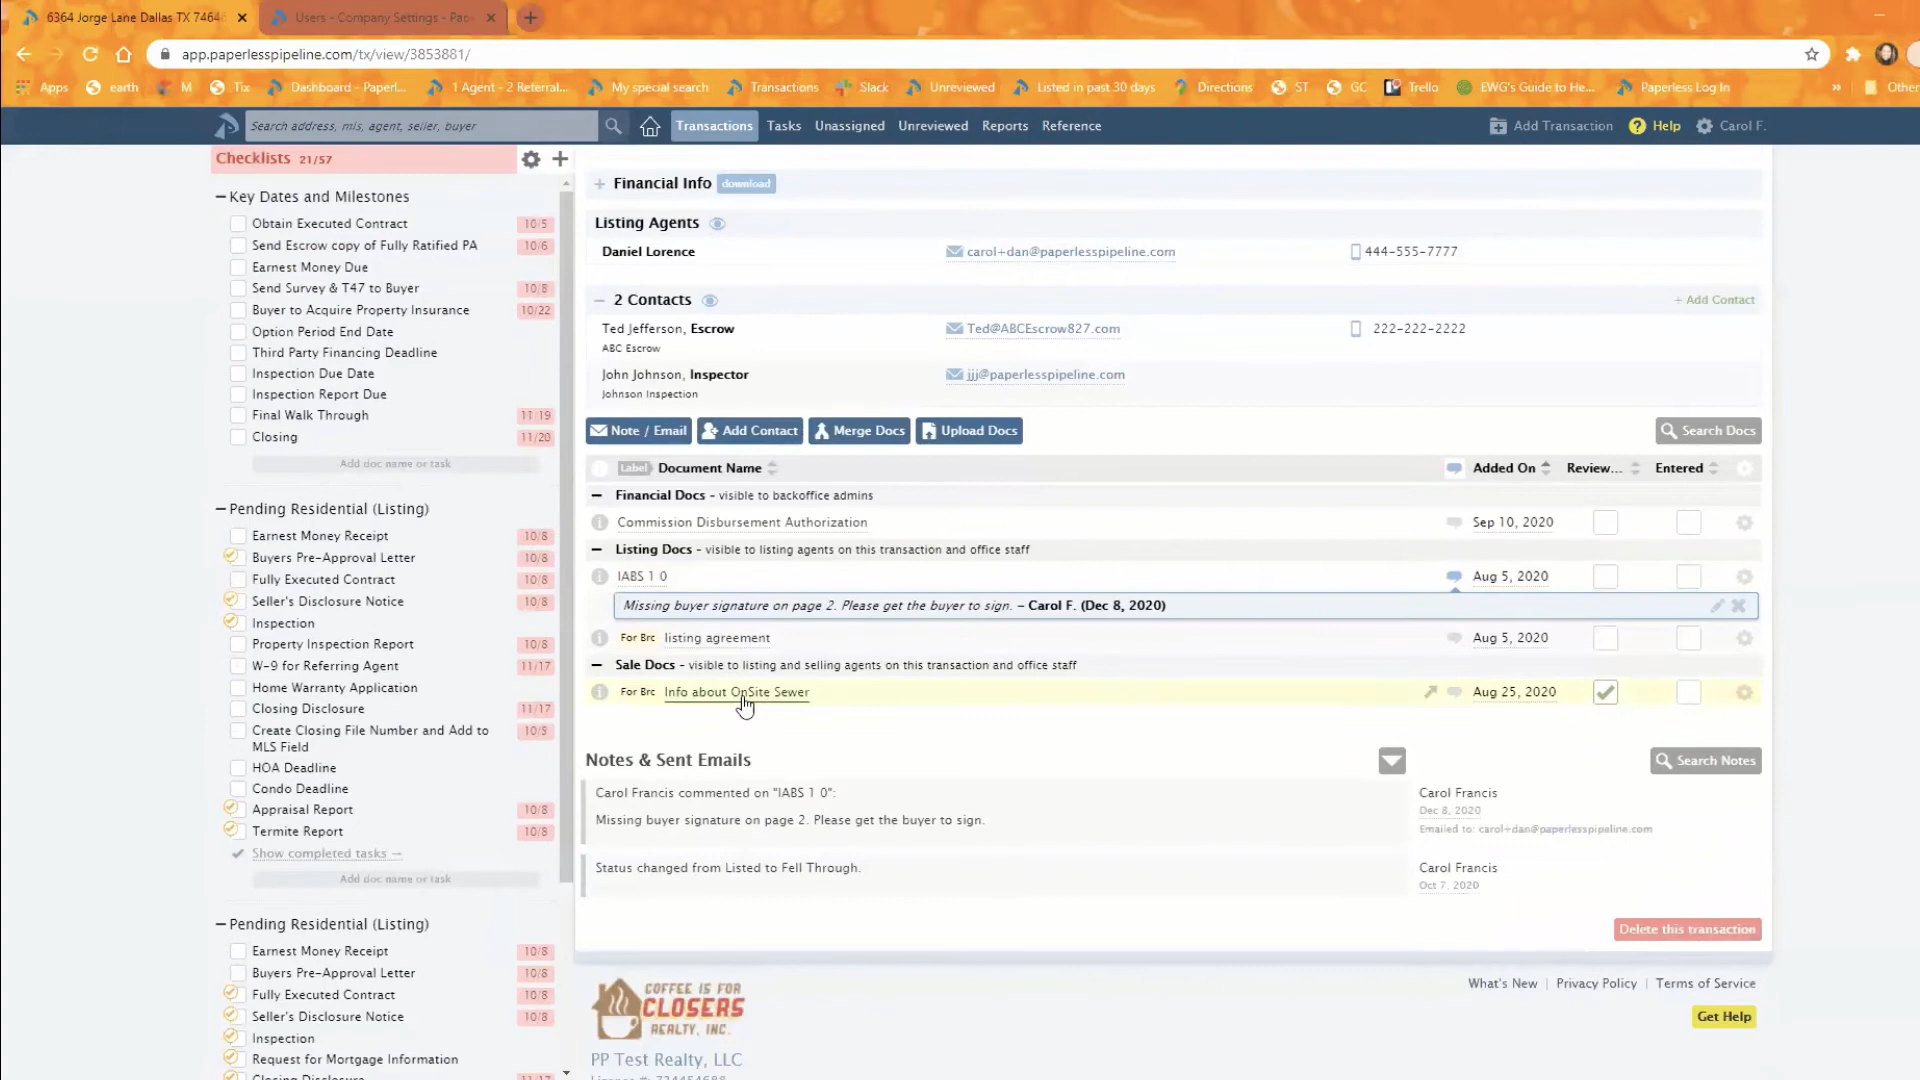 6364 Jorge Lane Dallas TX 7464
Users - Company Settings - Pap
app.paperlesspipeline.com/tx/view/3853881/
Apps
earth
M
Tix
Dashboard - Paperl...
1 Agent - 2 Referral...
My special search
Transactions
Slack
Unreviewed
Listed in past 30 days
Directions
ST
GC
Trello
EWG's Guide to He...
Paperless Log In
»
Other
Search address, mls, agent, seller, buyer
Transactions
Tasks
Unassigned
Unreviewed
Reports
Reference
Add Transaction
Help
Carol F.
Checklists 21/57
Key Dates and Milestones
Obtain Executed Contract 10/5
Send Escrow copy of Fully Ratified PA 10/6
Earnest Money Due
Send Survey & T47 to Buyer 10/8
Buyer to Acquire Property Insurance 10/22
Option Period End Date
Third Party Financing Deadline
Inspection Due Date
Inspection Report Due
Final Walk Through 11/19
Closing 11/20
Add doc name or task
Pending Residential (Listing)
Earnest Money Receipt 10/8
Buyers Pre-Approval Letter 10/8
Fully Executed Contract 10/8
Seller's Disclosure Notice 10/8
Inspection
Property Inspection Report
W-9 for Referring Agent 11/17
Home Warranty Application
Closing Disclosure 11/17
Create Closing File Number and Add to 10/5
MLS Field
HOA Deadline
Condo Deadline
Appraisal Report 10/8
Termite Report 10/8
Show completed tasks →
Add doc name or task
Pending Residential (Listing)
Earnest Money Receipt 10/8
Buyers Pre-Approval Letter 10/8
Fully Executed Contract 10/8
Seller's Disclosure Notice 10/8
Inspection
Request for Mortgage Information
Closing Disclosure 11/17
Financial Info download
Listing Agents
Daniel Lorence carol+dan@paperlesspipeline.com 444-555-7777
2 Contacts + Add Contact
Ted Jefferson, Escrow Ted@ABCEscrow827.com 222-222-2222
ABC Escrow
John Johnson, Inspector jjj@paperlesspipeline.com
Johnson Inspection
Note / Email
Add Contact
Merge Docs
Upload Docs
Search Docs
Label Document Name Added On Review... Entered
Financial Docs - visible to backoffice admins
Commission Disbursement Authorization Sep 10, 2020
Listing Docs - visible to listing agents on this transaction and office staff
IABS 1 0 Aug 5, 2020
Missing buyer signature on page 2. Please get the buyer to sign. – Carol F. (Dec 8, 2020)
For Brc listing agreement Aug 5, 2020
Sale Docs - visible to listing and selling agents on this transaction and office staff
For Brc Info about OnSite Sewer Aug 25, 2020
Notes & Sent Emails
Search Notes
Carol Francis commented on "IABS 1 0": Carol Francis
Dec 8, 2020
Missing buyer signature on page 2. Please get the buyer to sign.
Emailed to: carol+dan@paperlesspipeline.com
Status changed from Listed to Fell Through. Carol Francis
Oct 7, 2020
Delete this transaction
COFFEE IS FOR
CLOSERS
REALTY, INC.
What's New | Privacy Policy | Terms of Service
Get Help
PP Test Realty, LLC